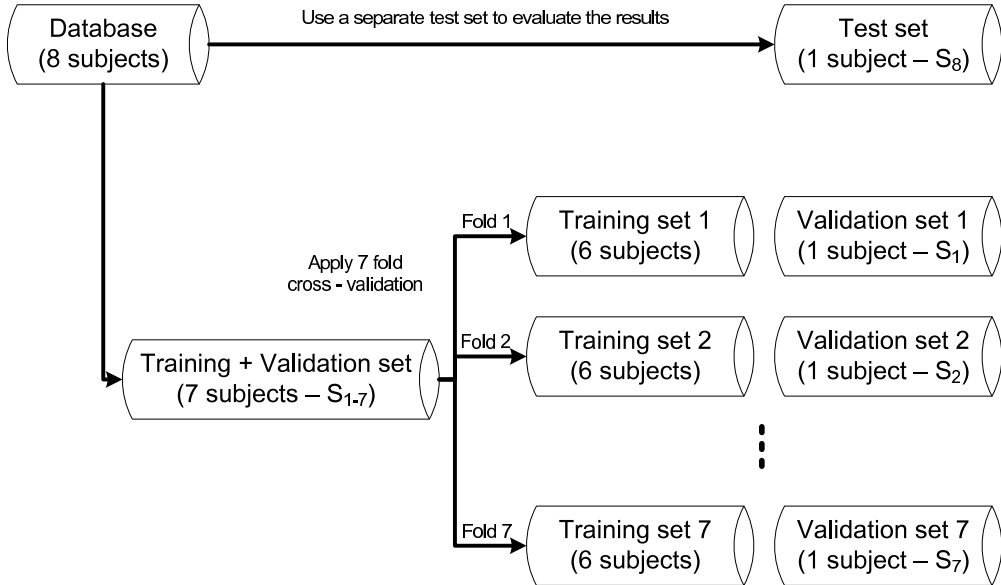 Use a separate test set to evaluate the results
Database
(8 subjects)
Test set
(1 subject – S8)
Apply 7 fold
cross - validation
Training + Validation set
(7 subjects – S1-7)
Fold 1
Training set 1
(6 subjects)
Validation set 1
(1 subject – S1)
Fold 2
Training set 2
(6 subjects)
Validation set 2
(1 subject – S2)
Fold 7
Training set 7
(6 subjects)
Validation set 7
(1 subject – S7)